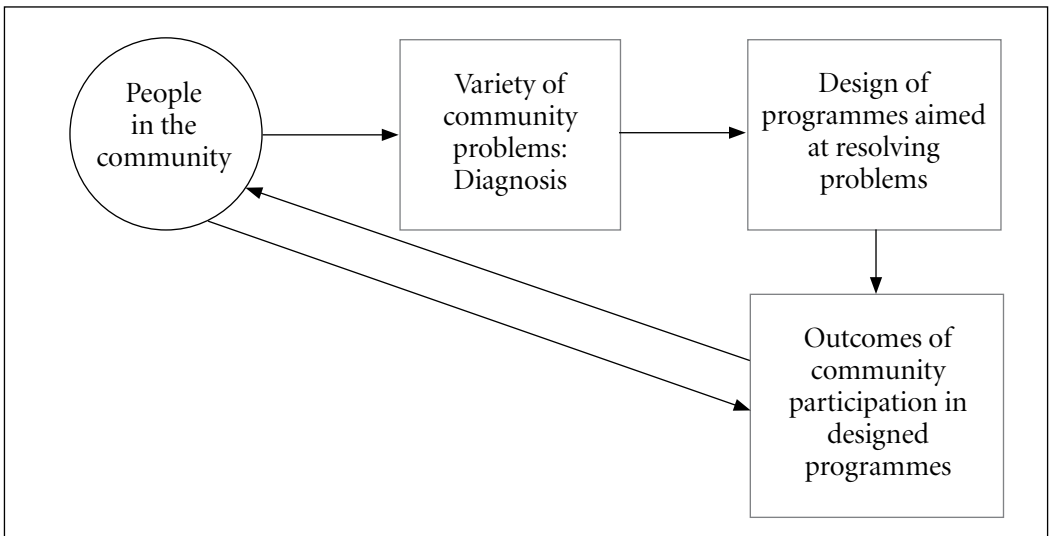 People
in the
community
Variety of
community
problems:
Diagnosis
Design of
programmes aimed
at resolving
problems
Outcomes of
community
participation in
designed
programmes